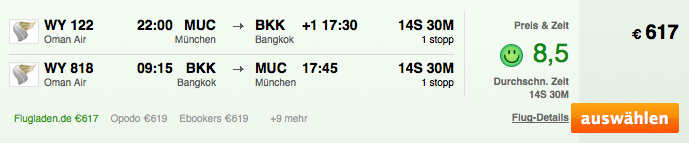 WY 122 22:00 MUC → BKK +1 17:30 14S 30M
Oman Air München Bangkok 1 stopp
WY 818 09:15 BKK → MUC 17:45 14S 30M
Oman Air Bangkok München 1 stopp
Flugladen.de €617 Opodo €619 Ebookers €619 +9 mehr
Preis & Zeit
8,5
Durchschn. Zeit
14S 30M
Flug-Details
€ 617
auswählen